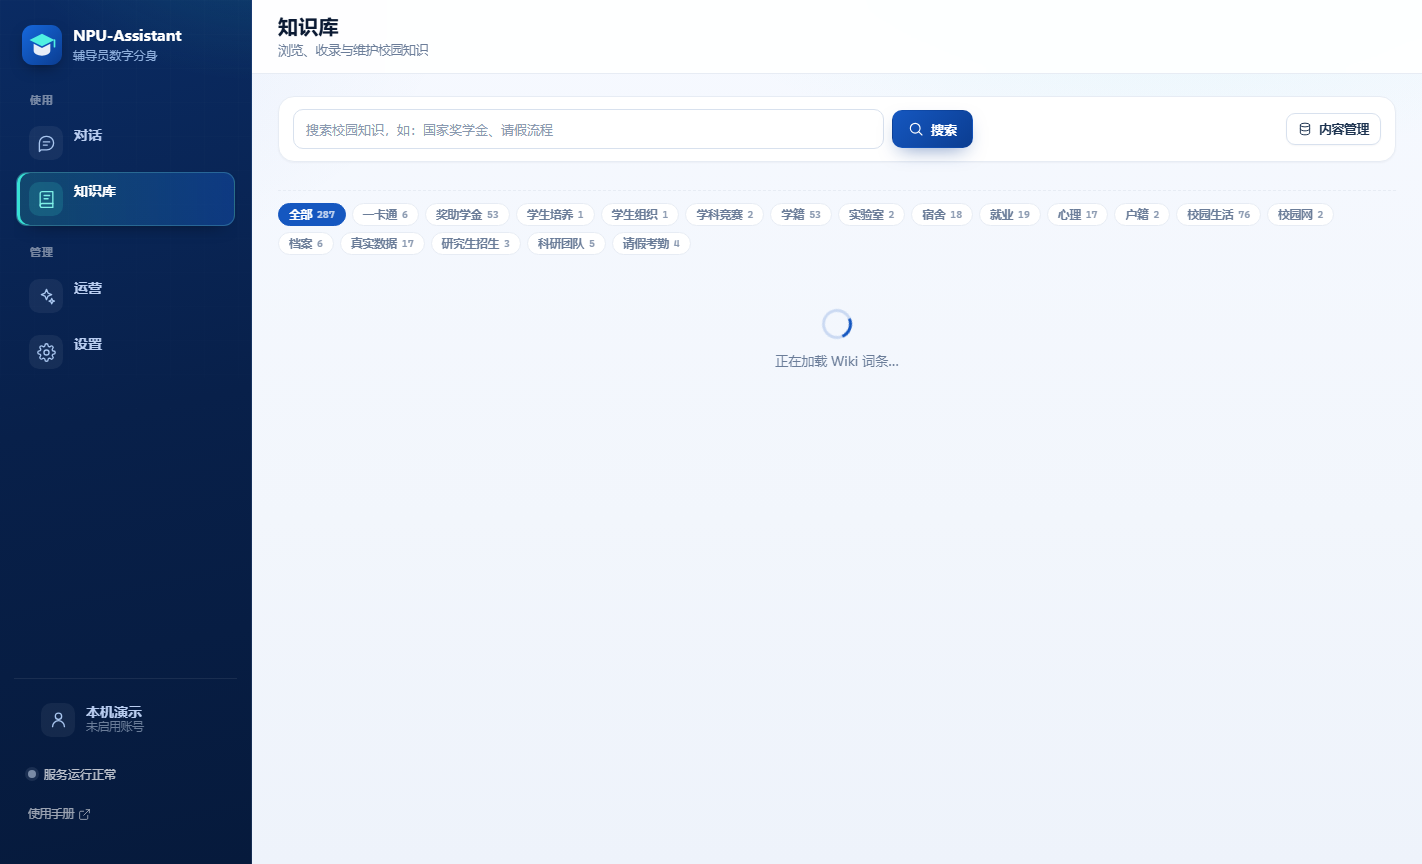 NPU-Assistant
辅导员数字分身
使用
对话
知识库
管理
运营
设置
本机演示
未启用账号
服务运行正常
使用手册
知识库
浏览、收录与维护校园知识
搜索校园知识，如：国家奖学金、请假流程
搜索
内容管理
全部 287 一卡通 6 奖助学金 53 学生培养 1 学生组织 1 学科竞赛 2 学籍 53 实验室 2 宿舍 18 就业 19 心理 17 户籍 2 校园生活 76 校园网 2
档案 6 真实数据 17 研究生招生 3 科研团队 5 请假考勤 4
正在加载 Wiki 词条...